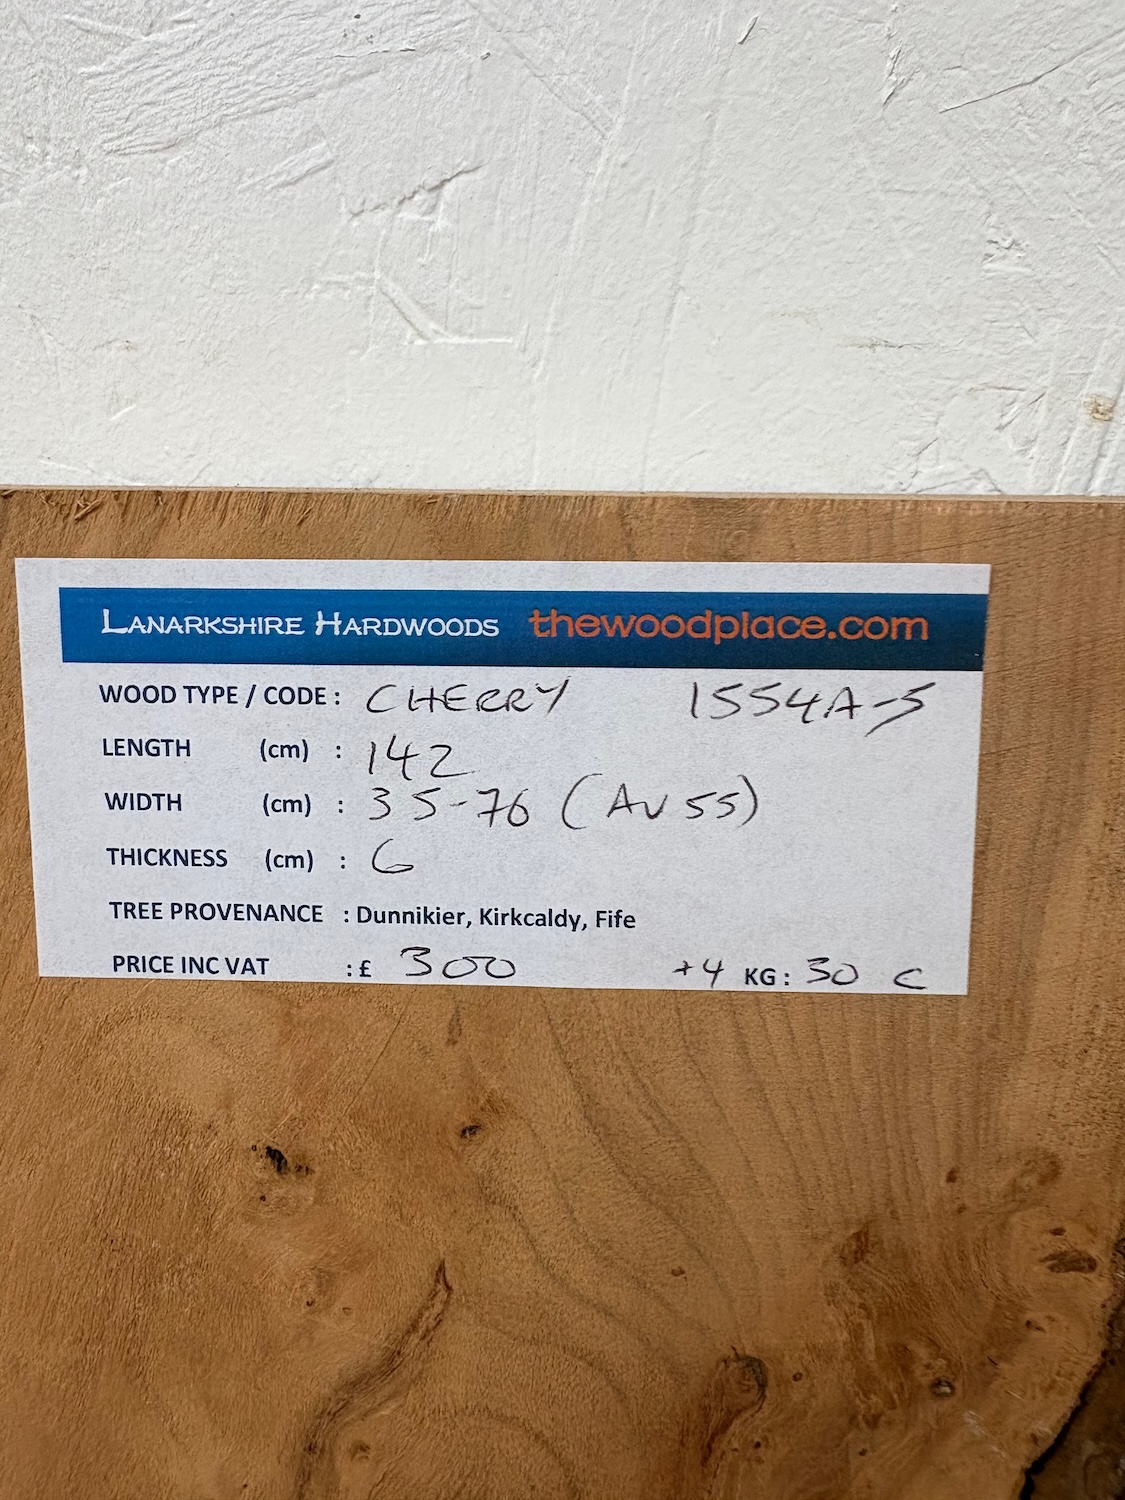 LANARKSHIRE HARDWOODS thewoodplace.com
WOOD TYPE / CODE : CHERRY 1554A-5
LENGTH (cm) : 142
WIDTH (cm) : 35-76 (AV 55)
THICKNESS (cm) : 6
TREE PROVENANCE : Dunnikier, Kirkcaldy, Fife
PRICE INC VAT : £ 300 +4 KG : 30 C